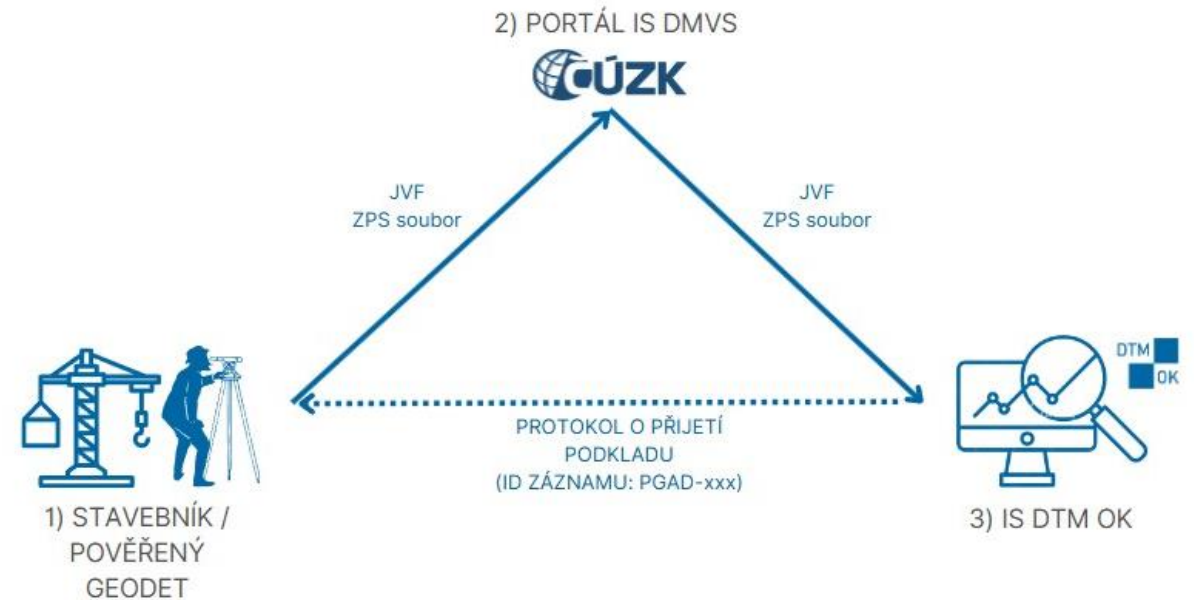 2) PORTÁL IS DMVS
ČÚZK
JVF
ZPS soubor
JVF
ZPS soubor
DTM
OK
PROTOKOL O PŘIJETÍ
PODKLADU
(ID ZÁZNAMU: PGAD-xxx)
1) STAVEBNÍK /
POVĚŘENÝ
GEODET
3) IS DTM OK